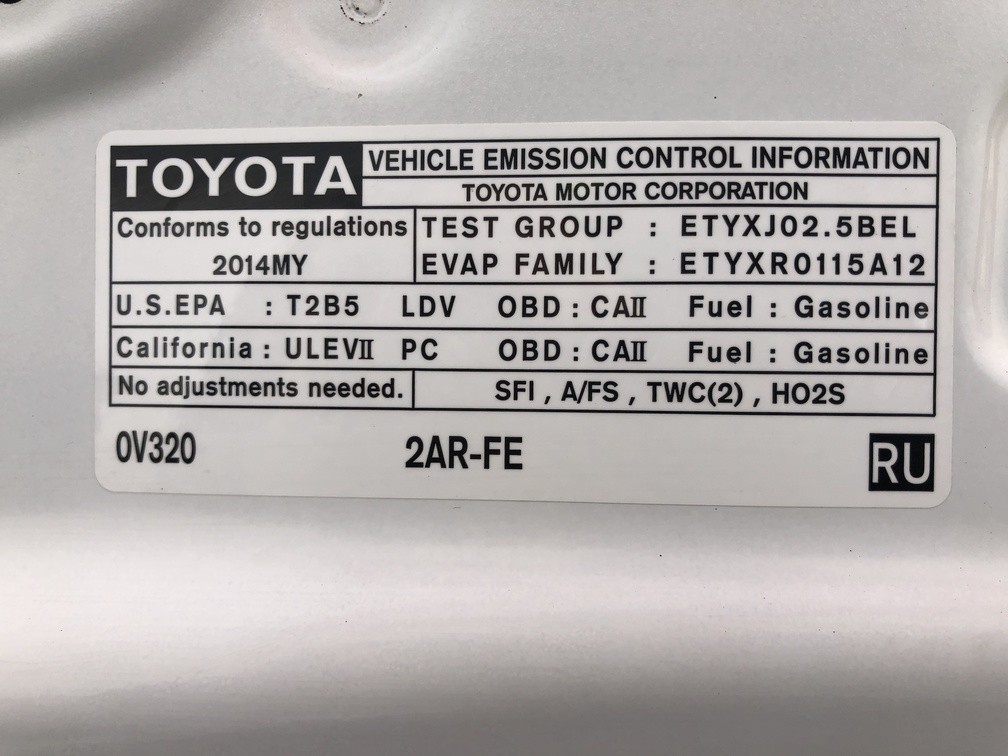 TOYOTA VEHICLE EMISSION CONTROL INFORMATION
TOYOTA MOTOR CORPORATION
Conforms to regulations TEST GROUP : ETYXJ02.5BEL
2014MY EVAP FAMILY : ETYXR0115A12
U.S.EPA : T2B5 LDV OBD : CAII Fuel : Gasoline
California : ULEVII PC OBD : CAII Fuel : Gasoline
No adjustments needed. SFI , A/FS , TWC(2) , HO2S
0V320 2AR-FE RU